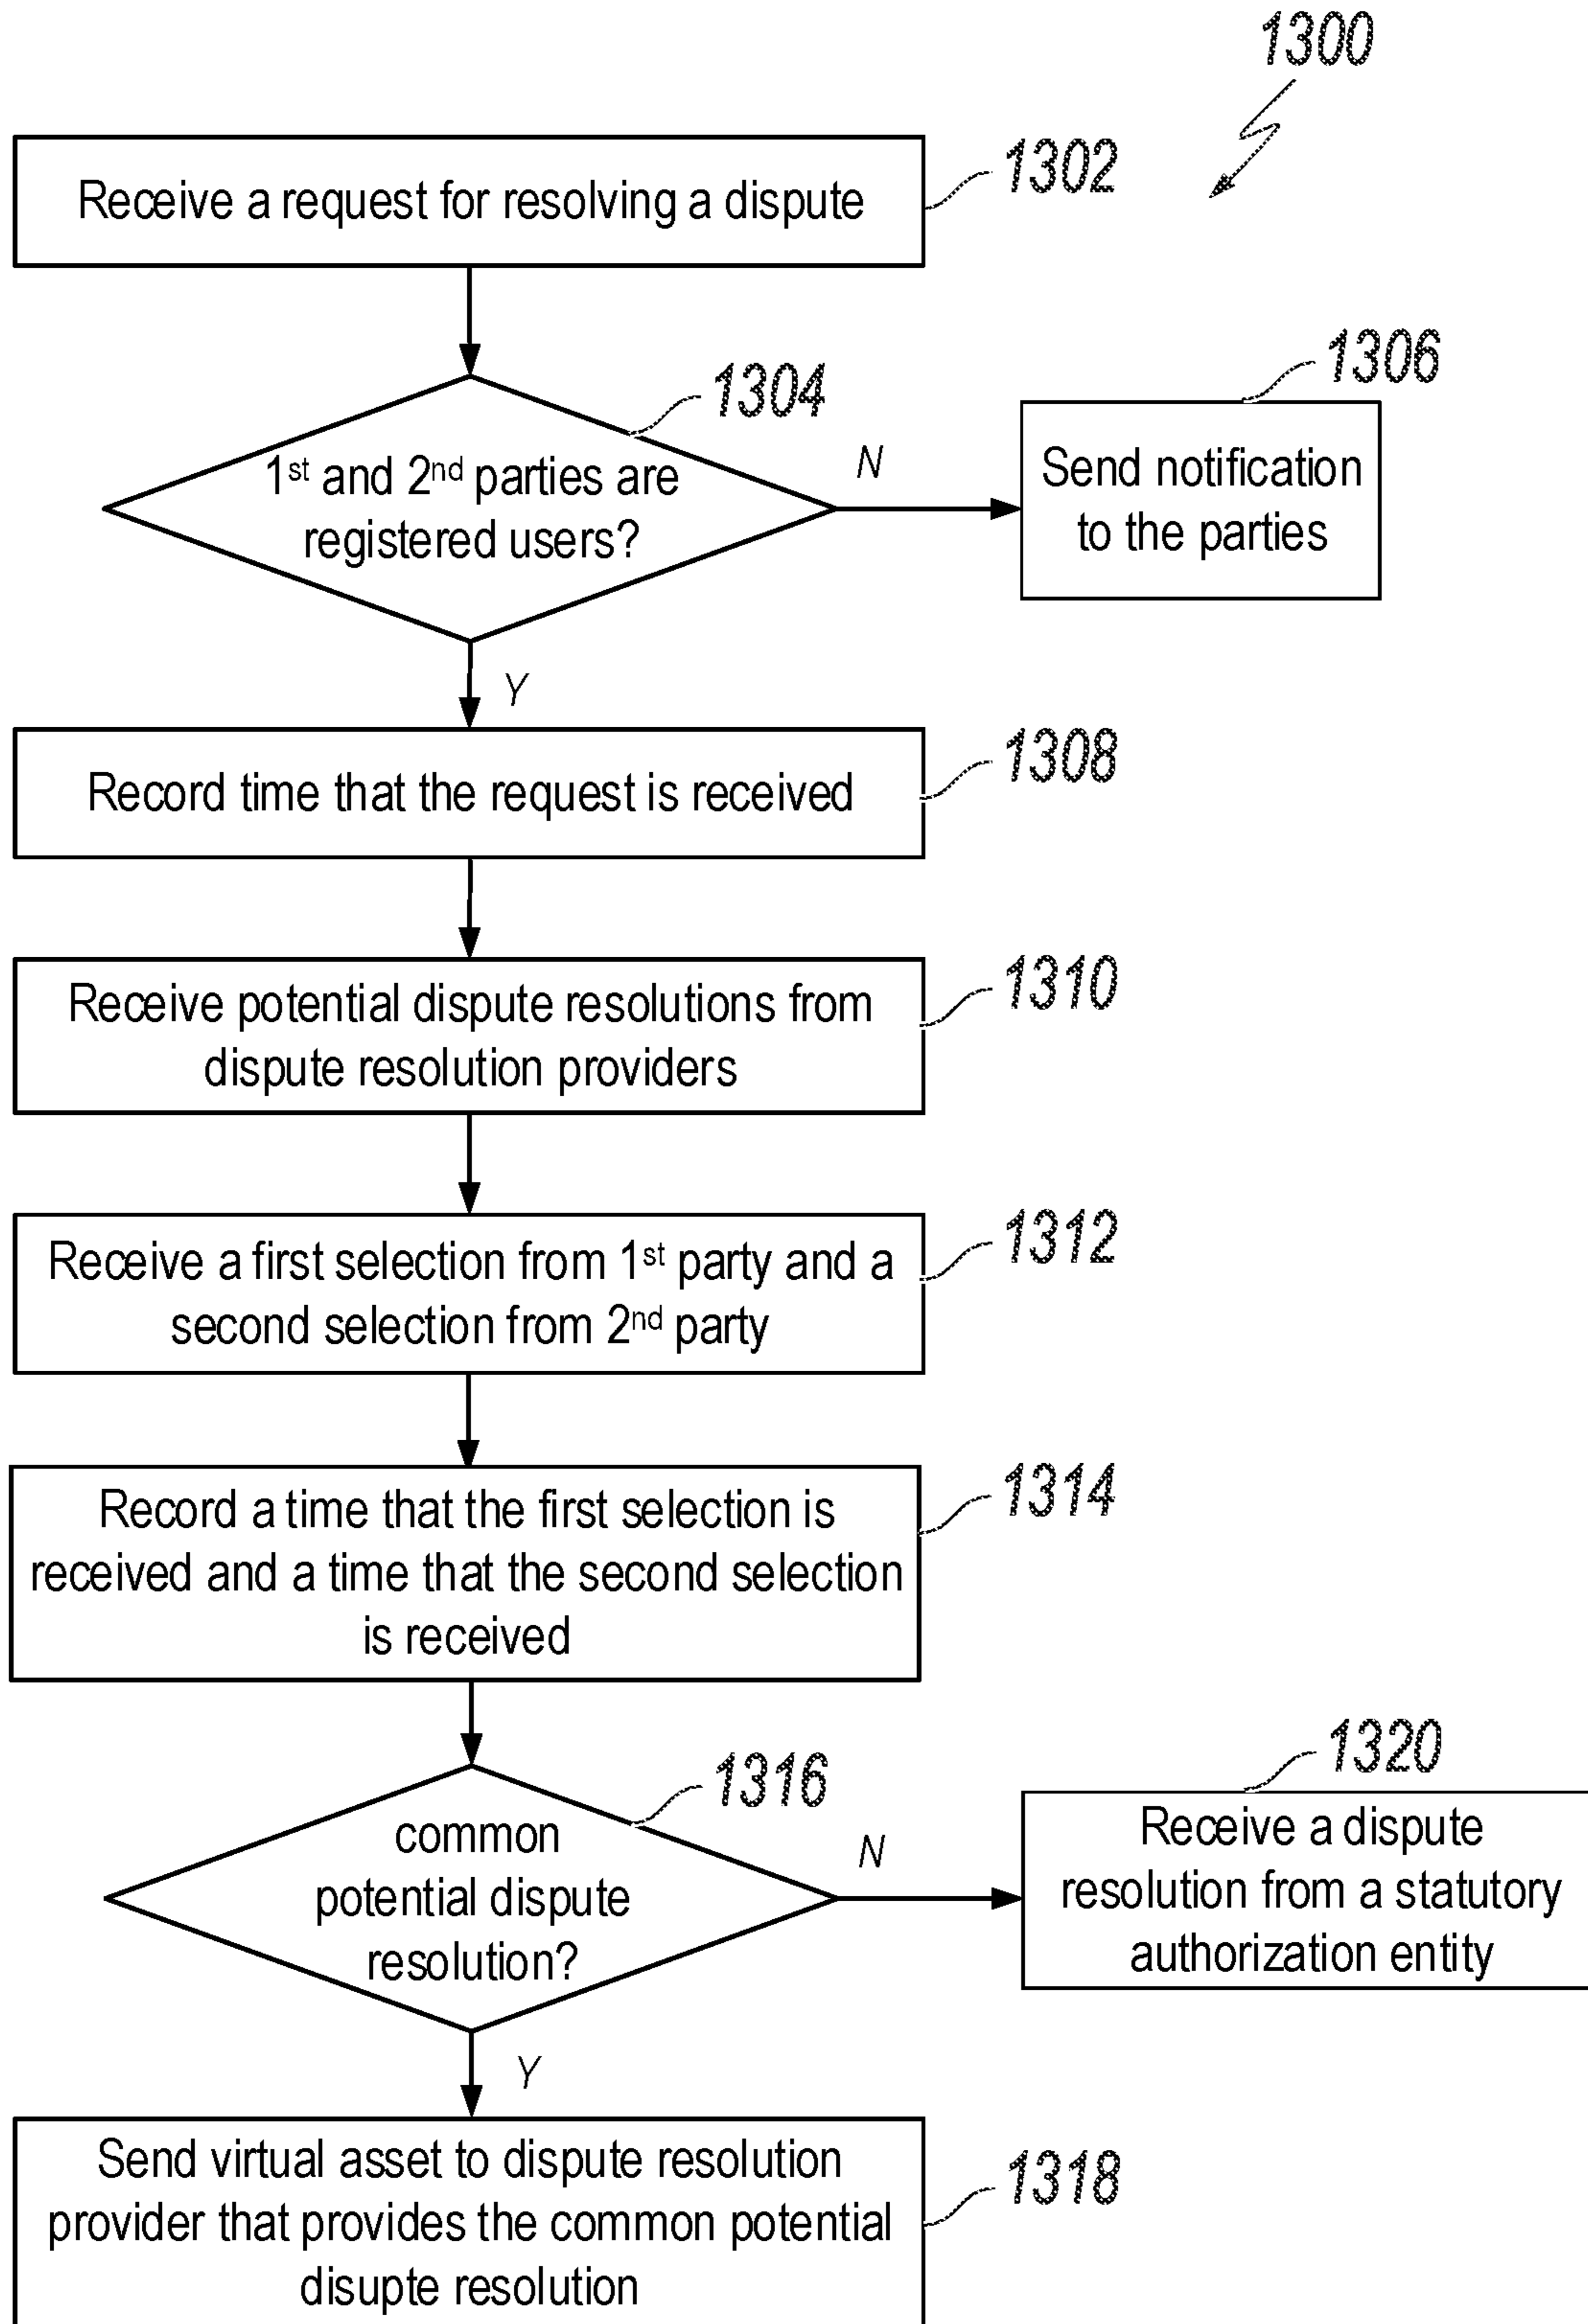 1300
Receive a request for resolving a dispute
1302
1304
1st and 2nd parties are
registered users?
N
1306
Send notification
to the parties
Y
Record time that the request is received
1308
Receive potential dispute resolutions from
dispute resolution providers
1310
Receive a first selection from 1st party and a
second selection from 2nd party
1312
Record a time that the first selection is
received and a time that the second selection
is received
1314
1316
common
potential dispute
resolution?
N
1320
Receive a dispute
resolution from a statutory
authorization entity
Y
Send virtual asset to dispute resolution
provider that provides the common potential
disupte resolution
1318